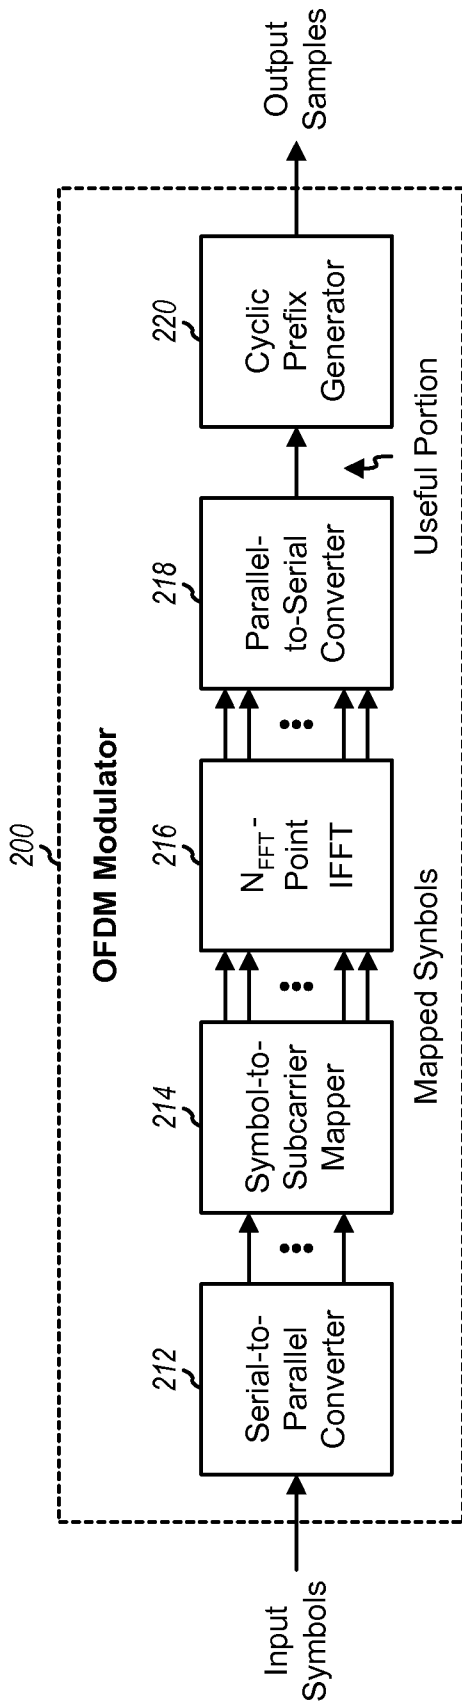 200
OFDM Modulator
Input
Symbols
212
Serial-to-
Parallel
Converter
214
Symbol-to-
Subcarrier
Mapper
Mapped Synbols
216
NFFT-
Point
IFFT
218
Parallel-
to-Serial
Converter
Useful Portion
220
Cyclic
Prefix
Generator
Output
Samples